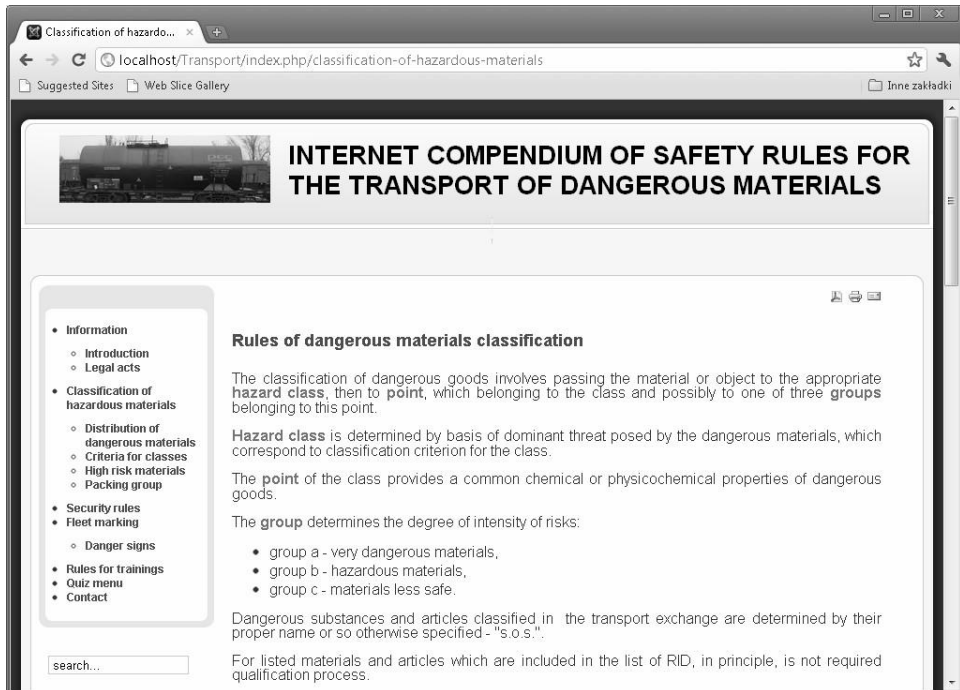 Classification of hazardo...
localhost/Transport/index.php/classification-of-hazardous-materials
Suggested Sites Web Slice Gallery Inne zakładki
INTERNET COMPENDIUM OF SAFETY RULES FOR
THE TRANSPORT OF DANGEROUS MATERIALS
Information
Introduction
Legal acts
Classification of
hazardous materials
Distribution of
dangerous materials
Criteria for classes
High risk materials
Packing group
Security rules
Fleet marking
Danger signs
Rules for trainings
Quiz menu
Contact
search...
Rules of dangerous materials classification
The classification of dangerous goods involves passing the material or object to the appropriate
hazard class, then to point, which belonging to the class and possibly to one of three groups
belonging to this point.
Hazard class is determined by basis of dominant threat posed by the dangerous materials, which
correspond to classification criterion for the class.
The point of the class provides a common chemical or physicochemical properties of dangerous
goods.
The group determines the degree of intensity of risks:
group a - very dangerous materials,
group b - hazardous materials,
group c - materials less safe.
Dangerous substances and articles classified in the transport exchange are determined by their
proper name or so otherwise specified - "s.o.s.".
For listed materials and articles which are included in the list of RID, in principle, is not required
qualification process.